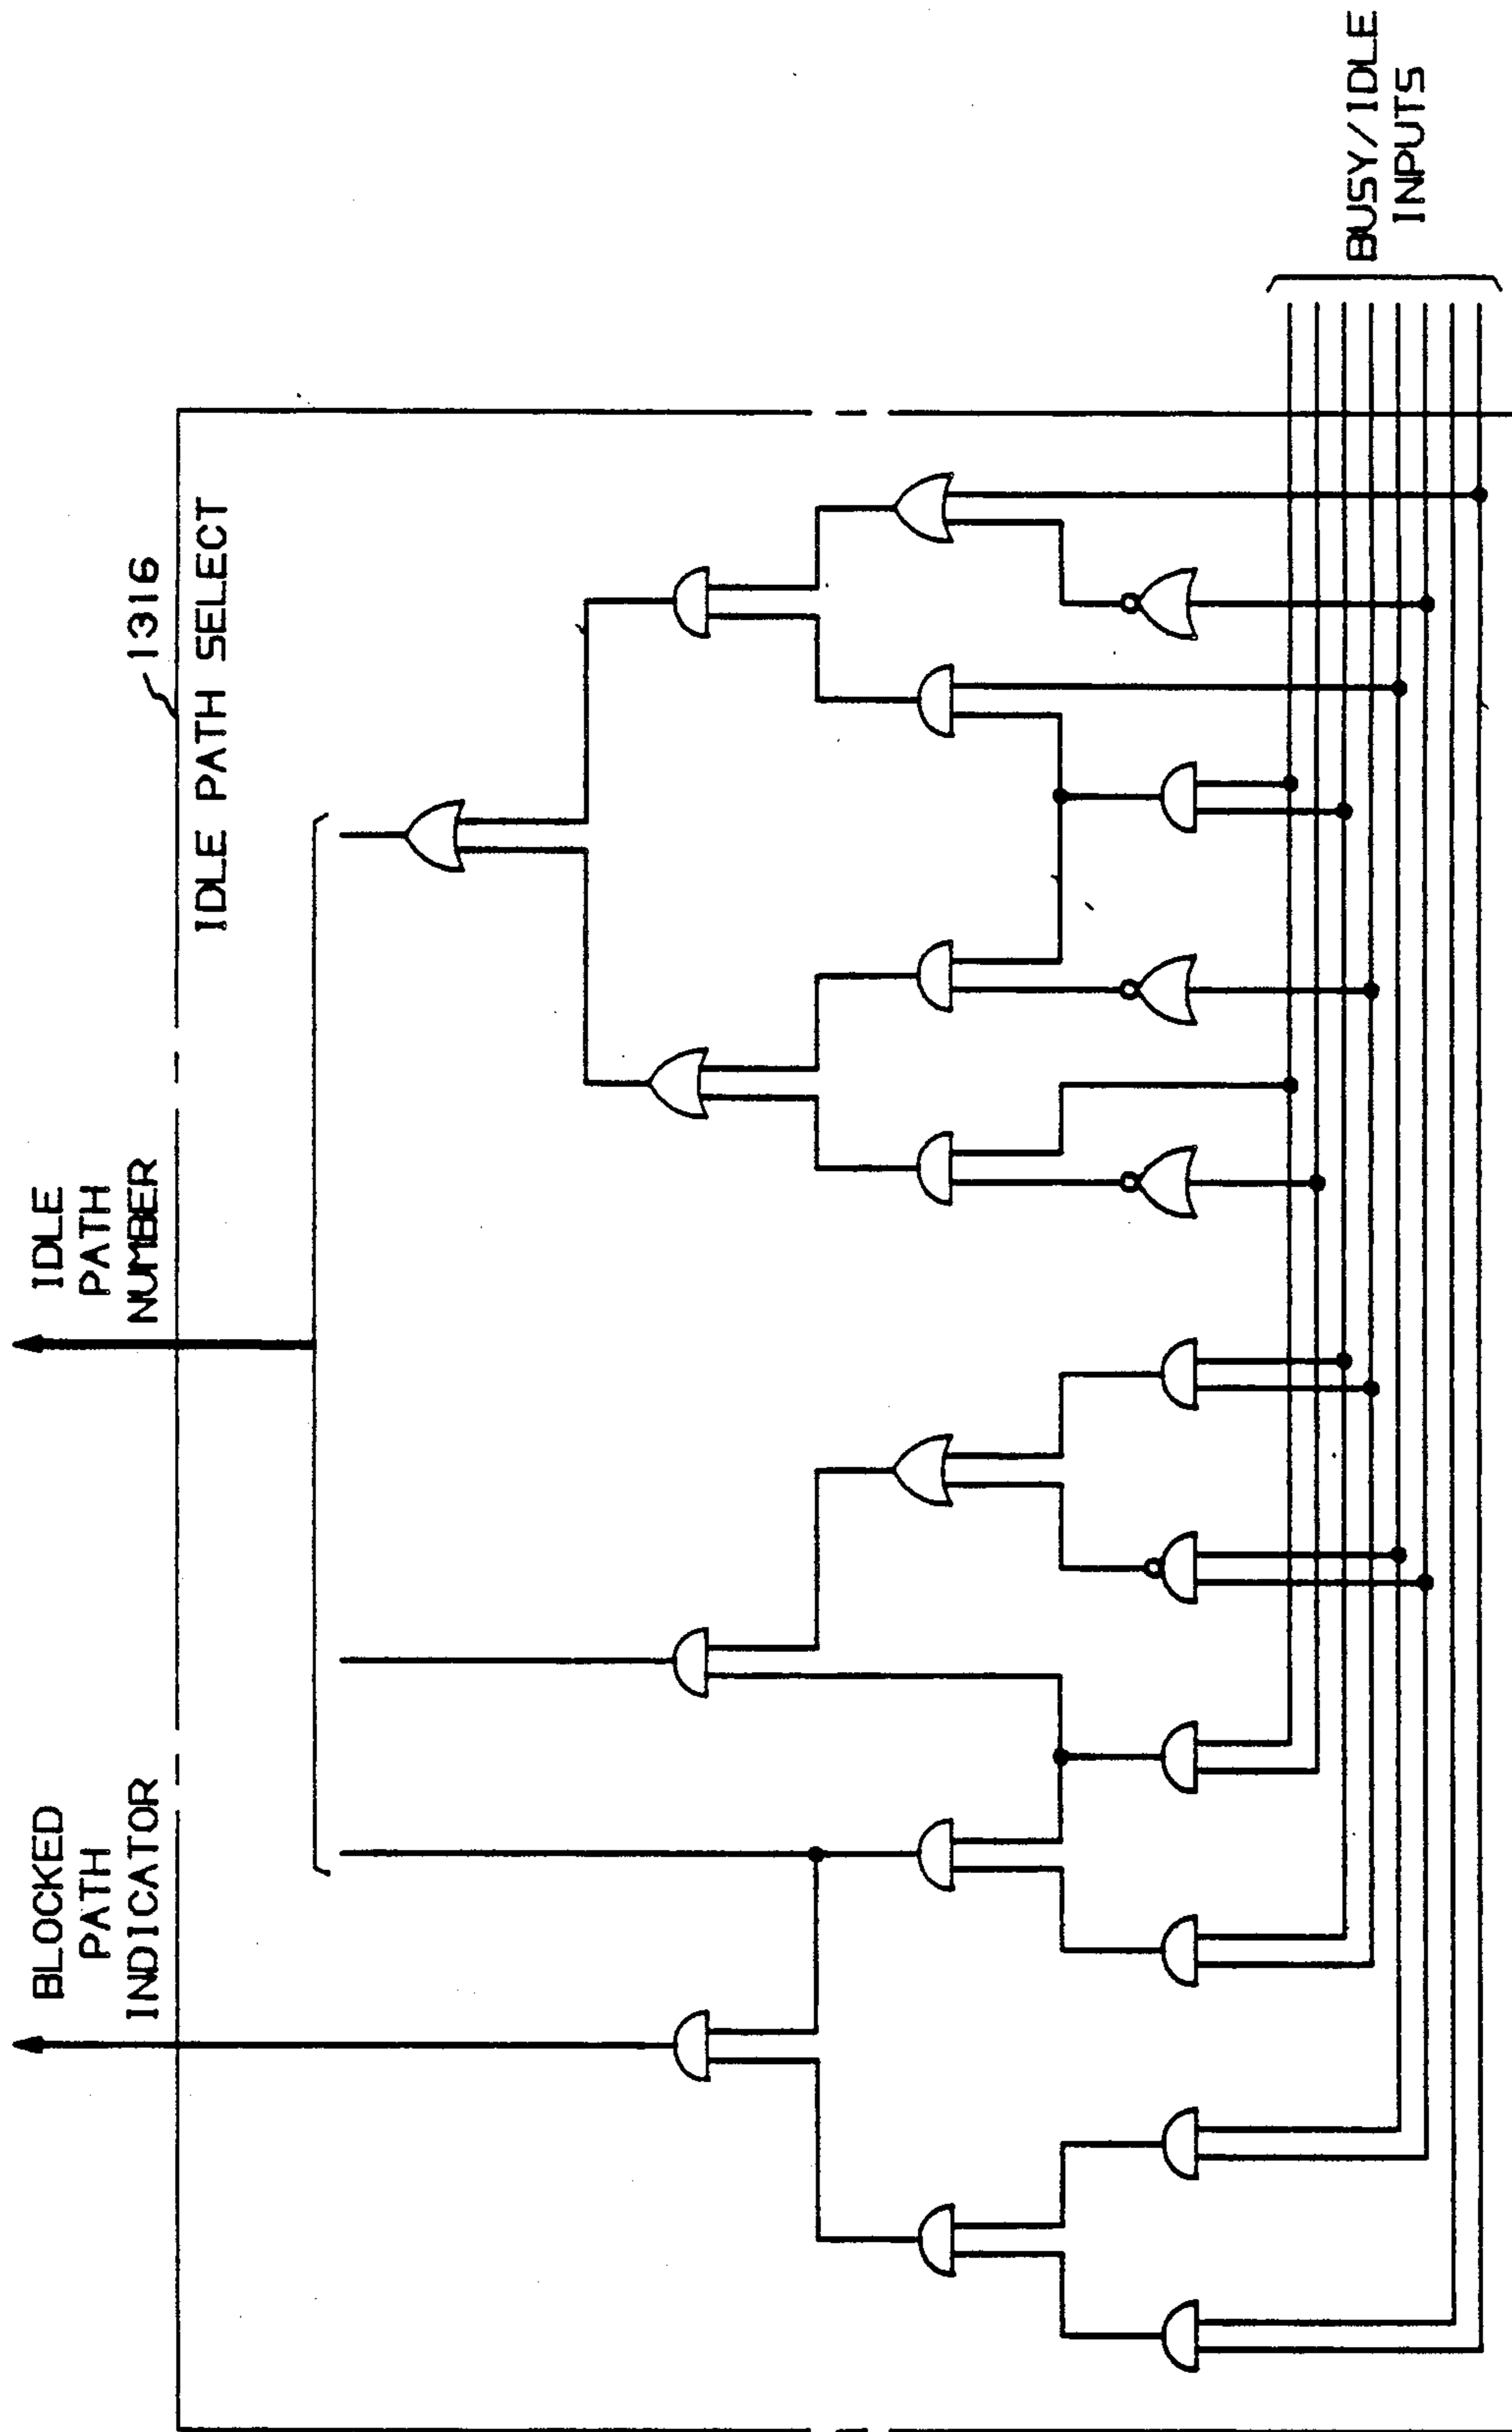 BLOCKED
PATH
INDICATOR
IDLE
PATH
NUMBER
1316
IDLE PATH SELECT
BUSY/IDLE
INPUTS